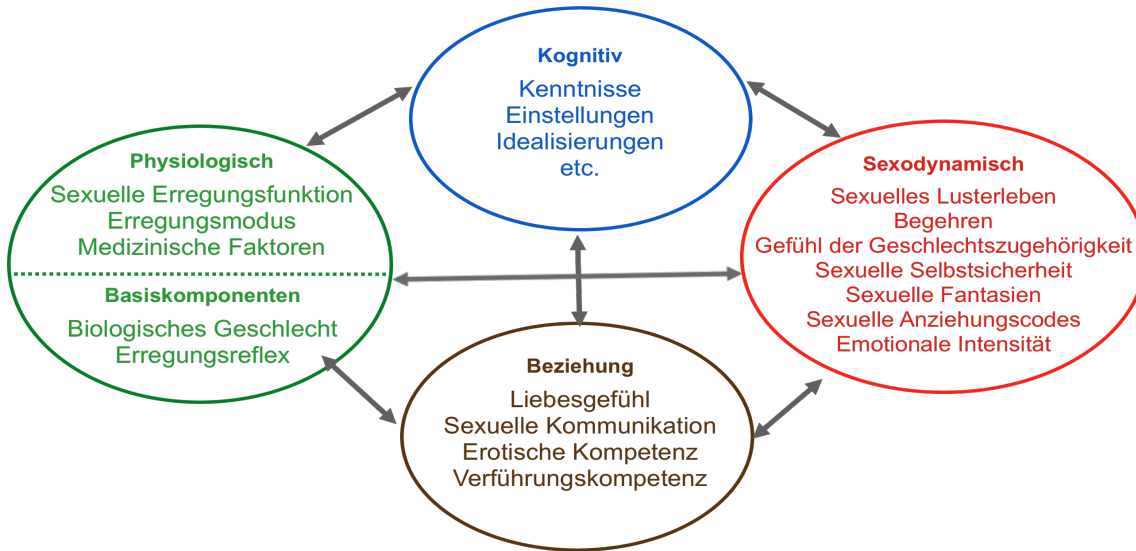 Kognitiv
Kenntnisse
Einstellungen
Idealisierungen
etc.
Physiologisch
Sexuelle Erregungsfunktion
Erregungsmodus
Medizinische Faktoren
Basiskomponenten
Biologisches Geschlecht
Erregungsreflex
Sexodynamisch
Sexuelles Lusterleben
Begehren
Gefühl der Geschlechtszugehörigkeit
Sexuelle Selbstsicherheit
Sexuelle Fantasien
Sexuelle Anziehungscodes
Emotionale Intensität
Beziehung
Liebesgefühl
Sexuelle Kommunikation
Erotische Kompetenz
Verführungskompetenz